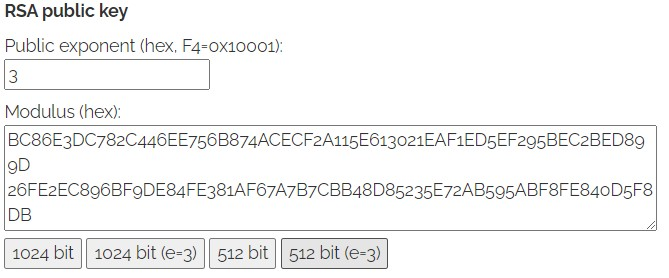 RSA public key
Public exponent (hex, F4=0x10001):
3
Modulus (hex):
BC86E3DC782C446EE756B874ACECF2A115E613021EAF1ED5EF295BEC2BED89
9D
26FE2EC896BF9DE84FE381AF67A7B7CBB48D85235E72AB595ABF8FE840D5F8
DB
1024 bit 1024 bit (e=3) 512 bit 512 bit (e=3)